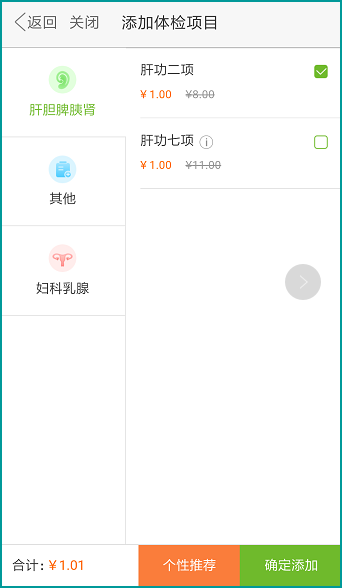 返回 关闭 添加体检项目
肝胆脾胰肾
其他
妇科乳腺
肝功二项
¥1.00 ¥8.00
肝功七项
¥1.00 ¥11.00
合计：¥1.01
个性推荐
确定添加